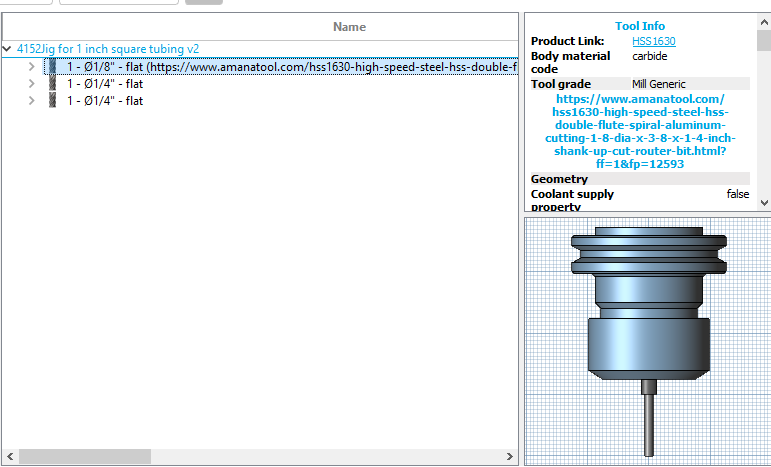 Name
4152Jig for 1 inch square tubing v2
1 - Ø1/8" - flat (https://www.amanatool.com/hss1630-high-speed-steel-hss-double-f
1 - Ø1/4" - flat
1 - Ø1/4" - flat
Tool Info
Product Link: HSS1630
Body material carbide
code
Tool grade Mill Generic
https://www.amanatool.com/
hss1630-high-speed-steel-hss-
double-flute-spiral-aluminum-
cutting-1-8-dia-x-3-8-x-1-4-inch-
shank-up-cut-router-bit.html?
ff=1&fp=12593
Geometry
Coolant supply false
property